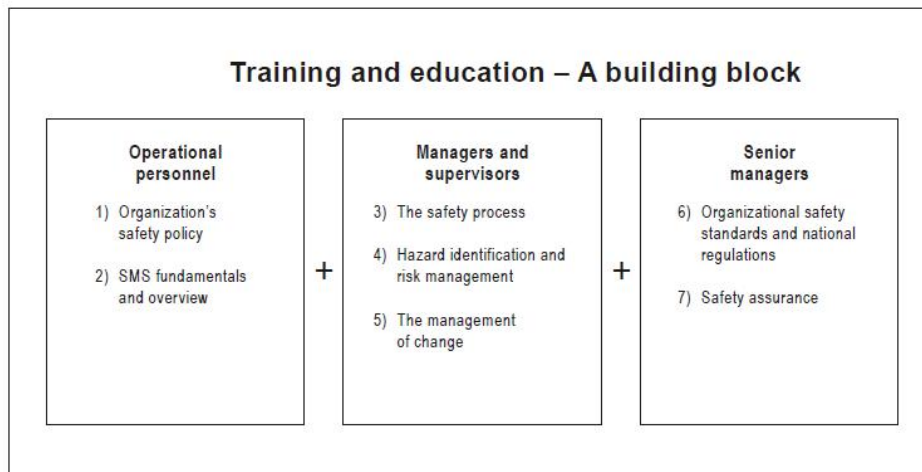 Training and education – A building block
Operational
personnel
1) Organization's
safety policy
2) SMS fundamentals
and overview
+
Managers and
supervisors
3) The safety process
4) Hazard identification and
risk management
5) The management
of change
+
Senior
managers
6) Organizational safety
standards and national
regulations
7) Safety assurance